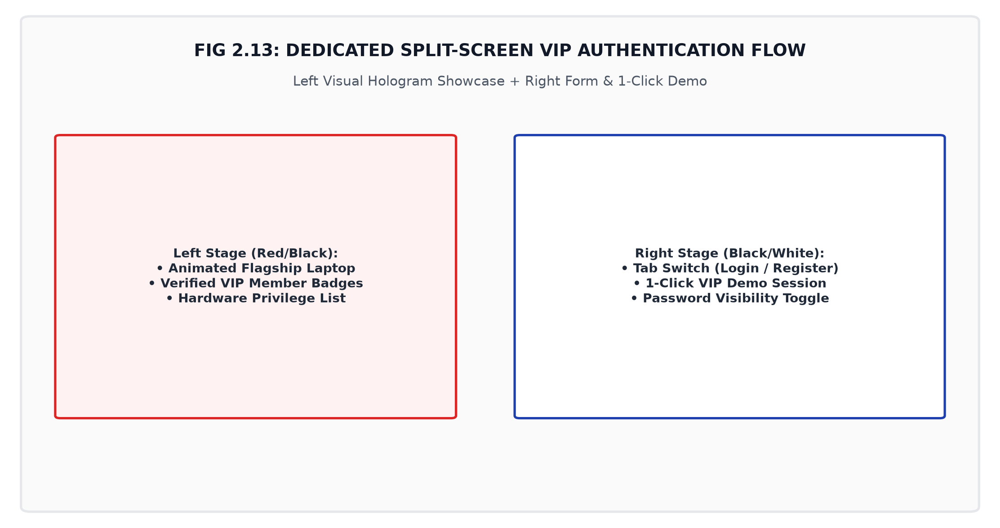 FIG 2.13: DEDICATED SPLIT-SCREEN VIP AUTHENTICATION FLOW
Left Visual Hologram Showcase + Right Form & 1-Click Demo
Left Stage (Red/Black):
• Animated Flagship Laptop
• Verified VIP Member Badges
• Hardware Privilege List
Right Stage (Black/White):
• Tab Switch (Login / Register)
• 1-Click VIP Demo Session
• Password Visibility Toggle